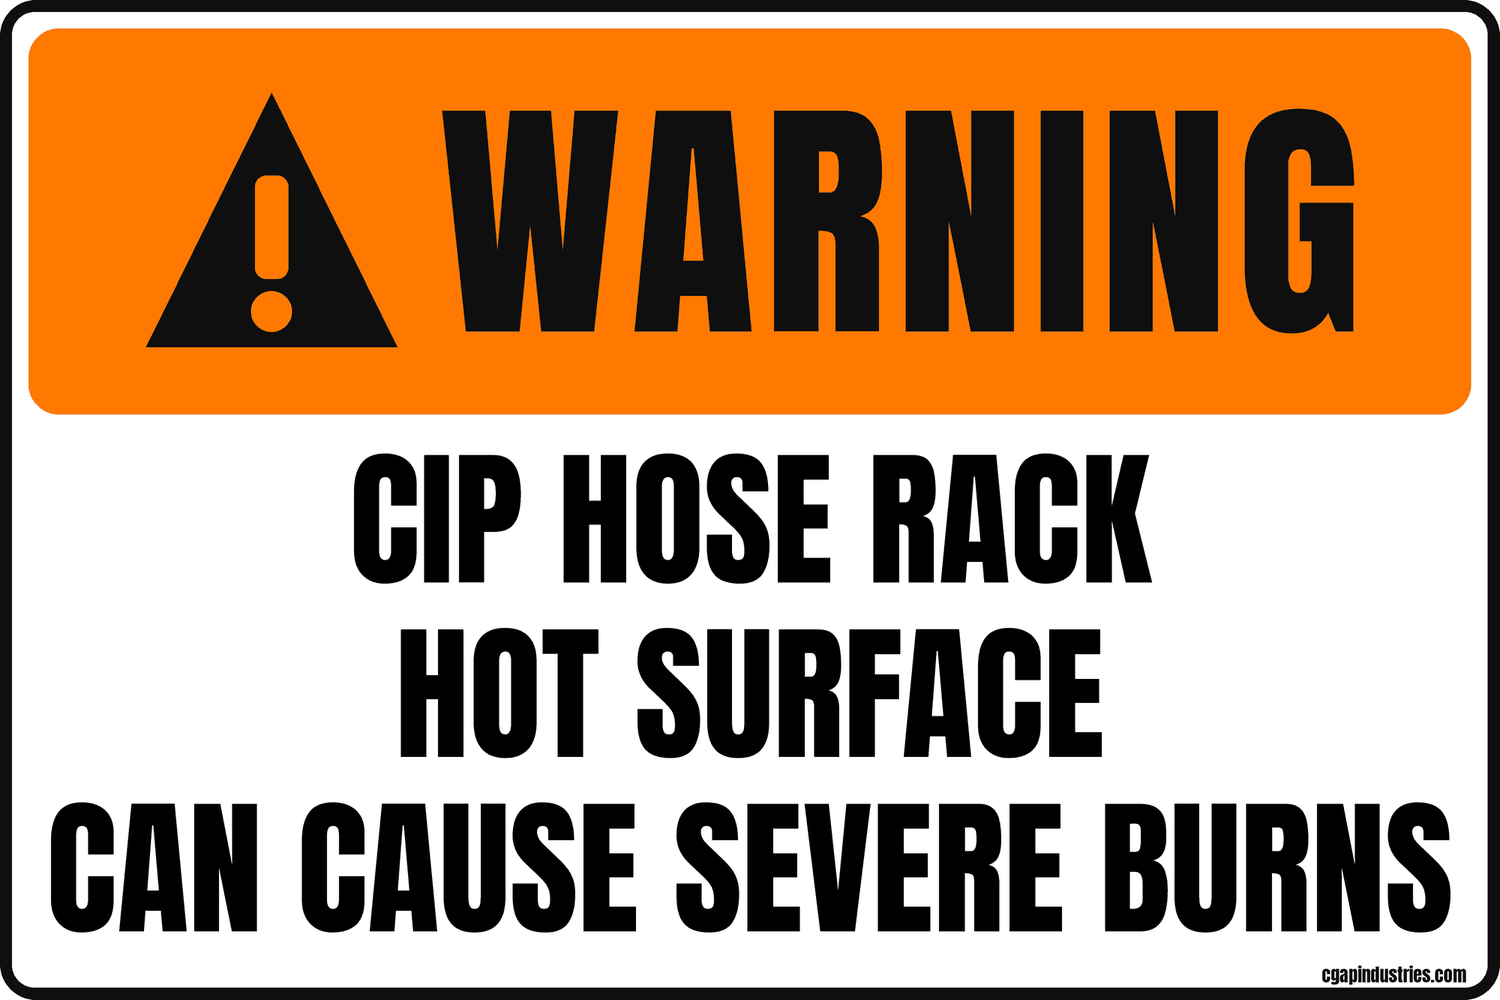 WARNING
CIP HOSE RACK
HOT SURFACE
CAN CAUSE SEVERE BURNS
cgapindustries.com